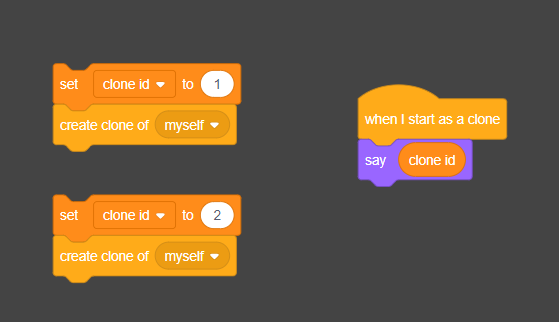 set clone id to 1
create clone of myself
when I start as a clone
say clone id
set clone id to 2
create clone of myself